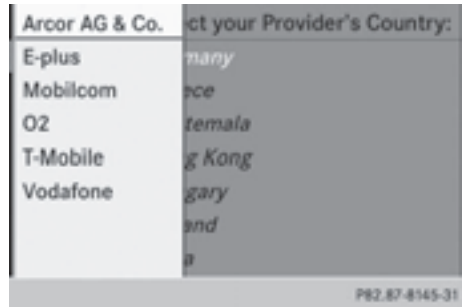 Arcor AG & Co.
E-plus
Mobilcom
O2
T-Mobile
Vodafone
ct your Provider's Country:
many
ece
temala
g Kong
gary
and
a
P82.87-8145-31